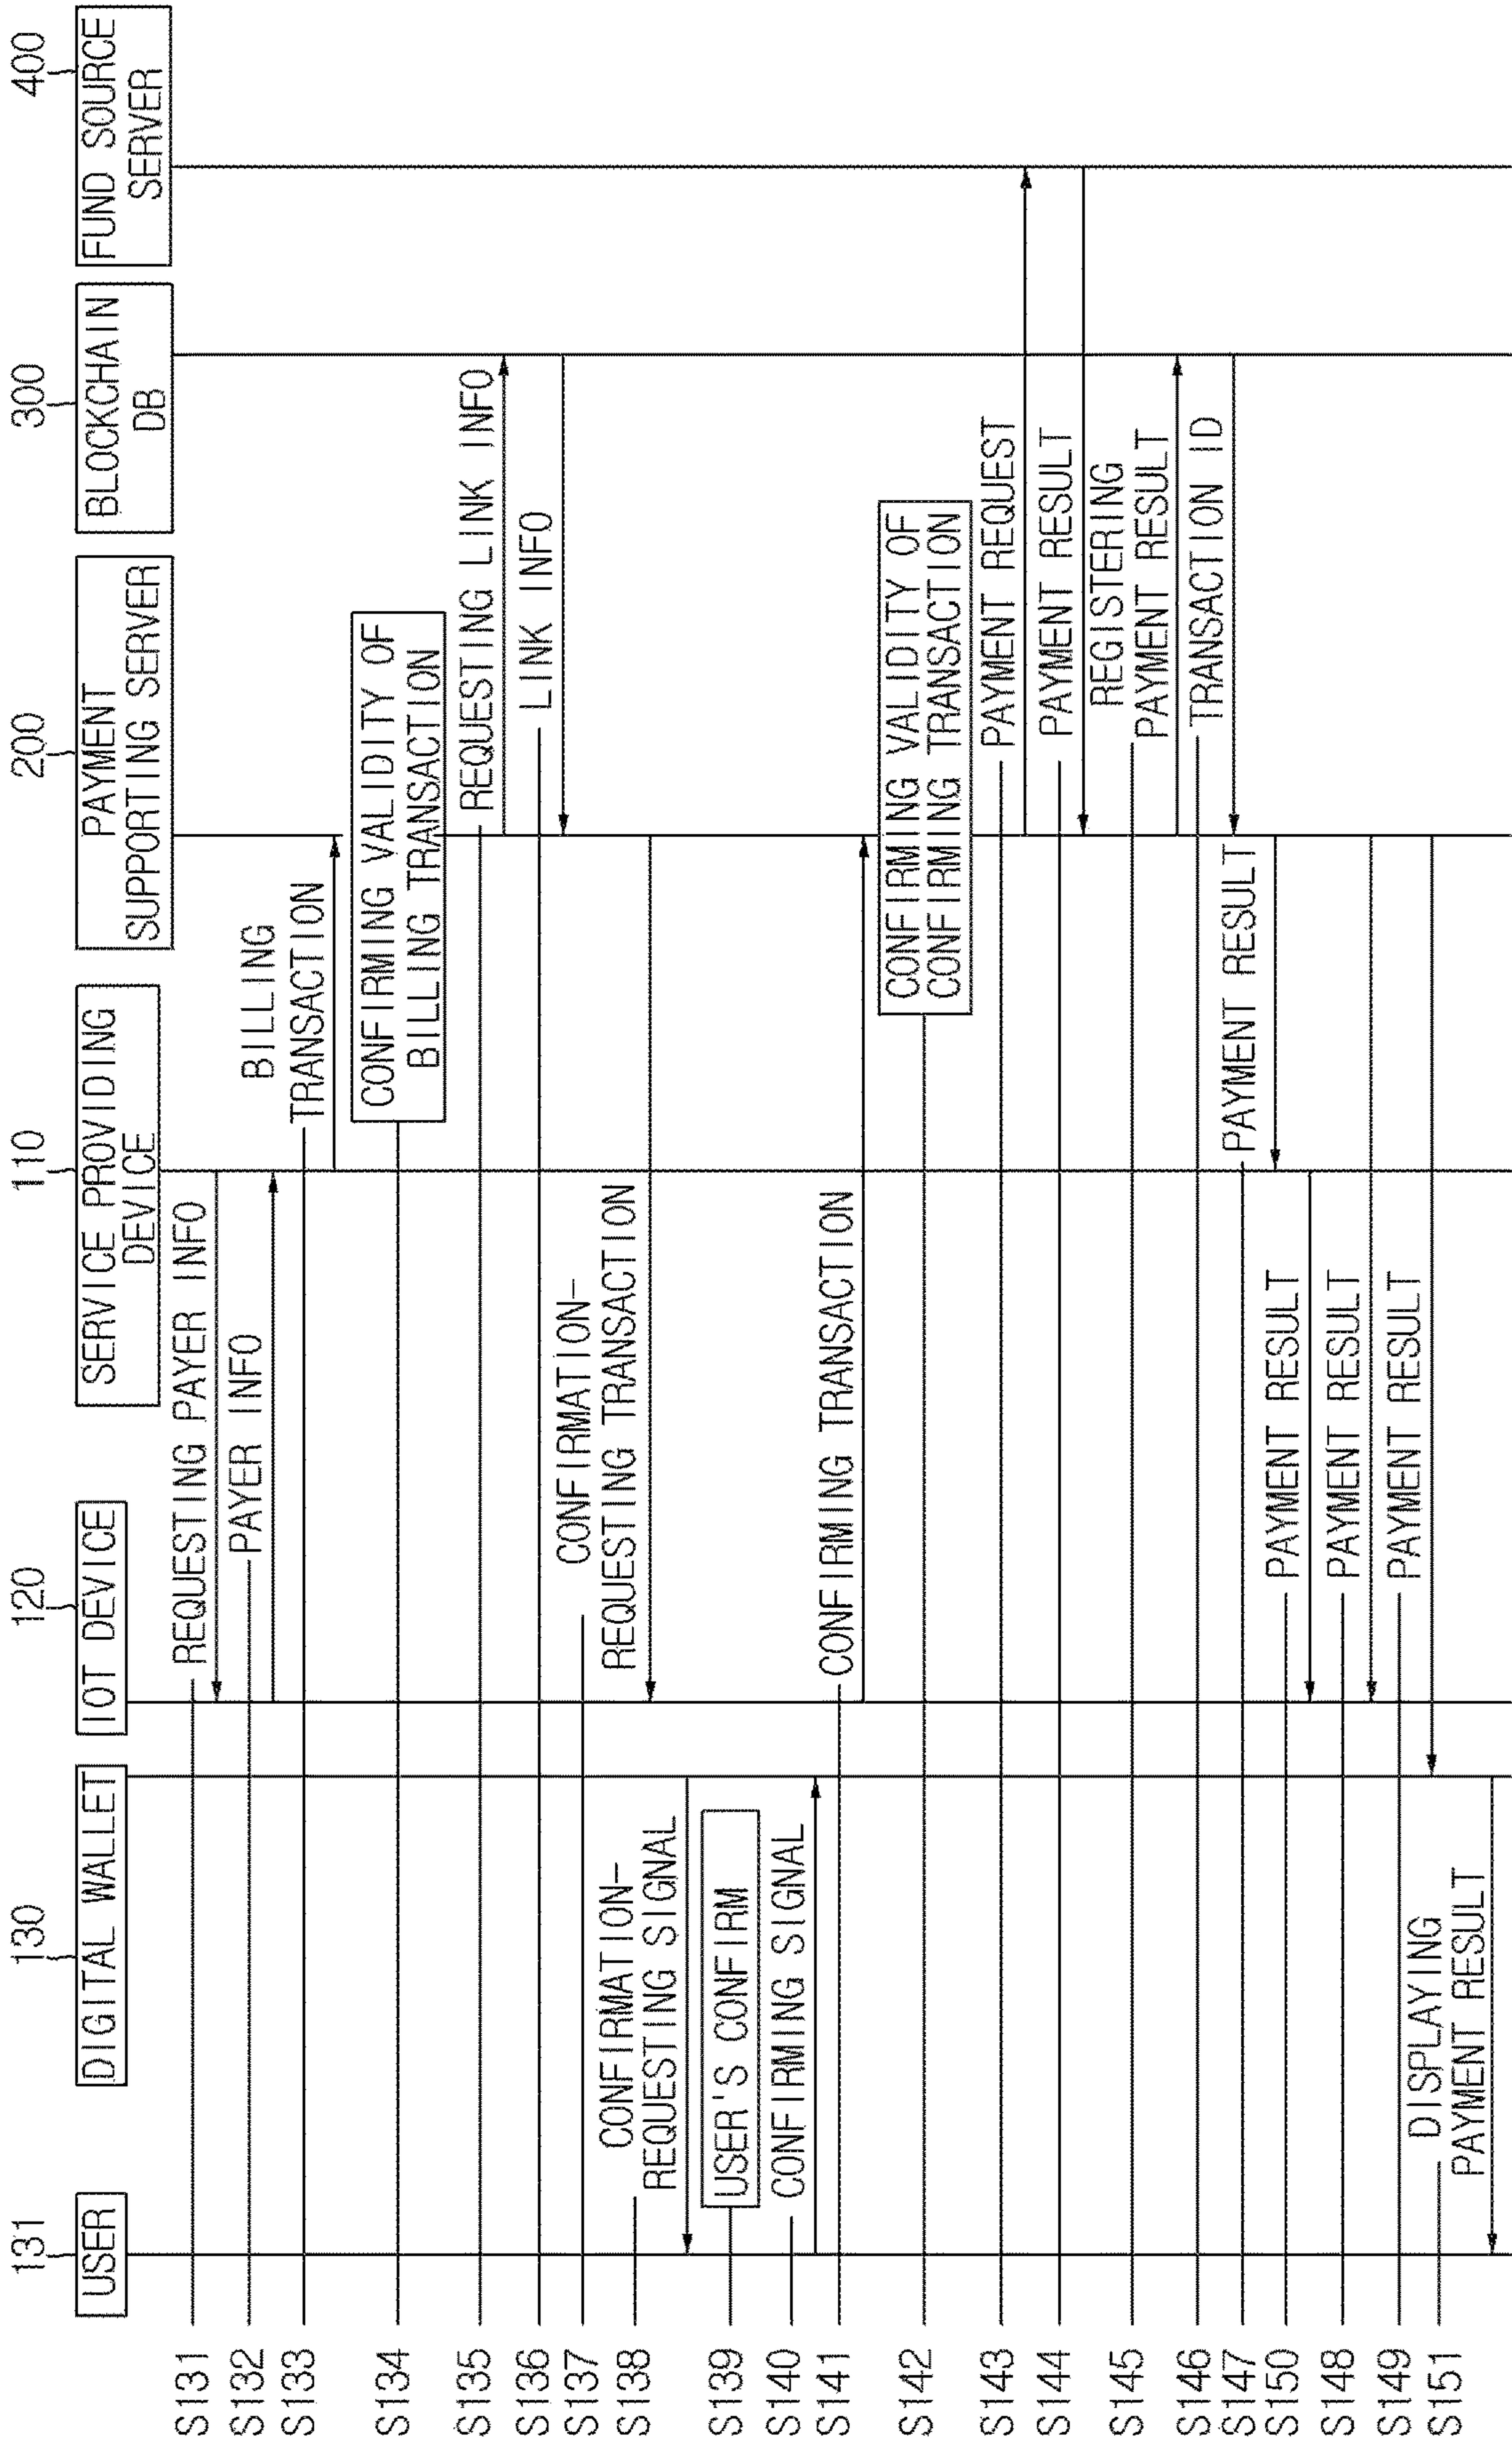 131
USER
130
DIGITAL WALLET
120
IOT DEVICE
110
SERVICE PROVIDING
DEVICE
200
PAYMENT
SUPPORTING SERVER
300
BLOCKCHAIN
DB
400
FUND SOURCE
SERVER
S131
REQUESTING PAYER INFO
S132
PAYER INFO
S133
BILLING
TRANSACTION
S134
CONFIRMING VALIDITY OF
BILLING TRANSACTION
S135
REQUESTING LINK INFO
S136
LINK INFO
S137
CONFIRMATION-
REQUESTING TRANSACTION
S138
CONFIRMATION-
REQUESTING SIGNAL
S139
USER'S CONFIRM
S140
CONFIRMING SIGNAL
S141
CONFIRMING TRANSACTION
S142
CONFIRMING VALIDITY OF
CONFIRMING TRANSACTION
S143
PAYMENT REQUEST
S144
PAYMENT RESULT
S145
REGISTERING
PAYMENT RESULT
S146
TRANSACTION ID
S147
PAYMENT RESULT
S150
PAYMENT RESULT
S148
PAYMENT RESULT
S149
PAYMENT RESULT
S151
DISPLAYING
PAYMENT RESULT